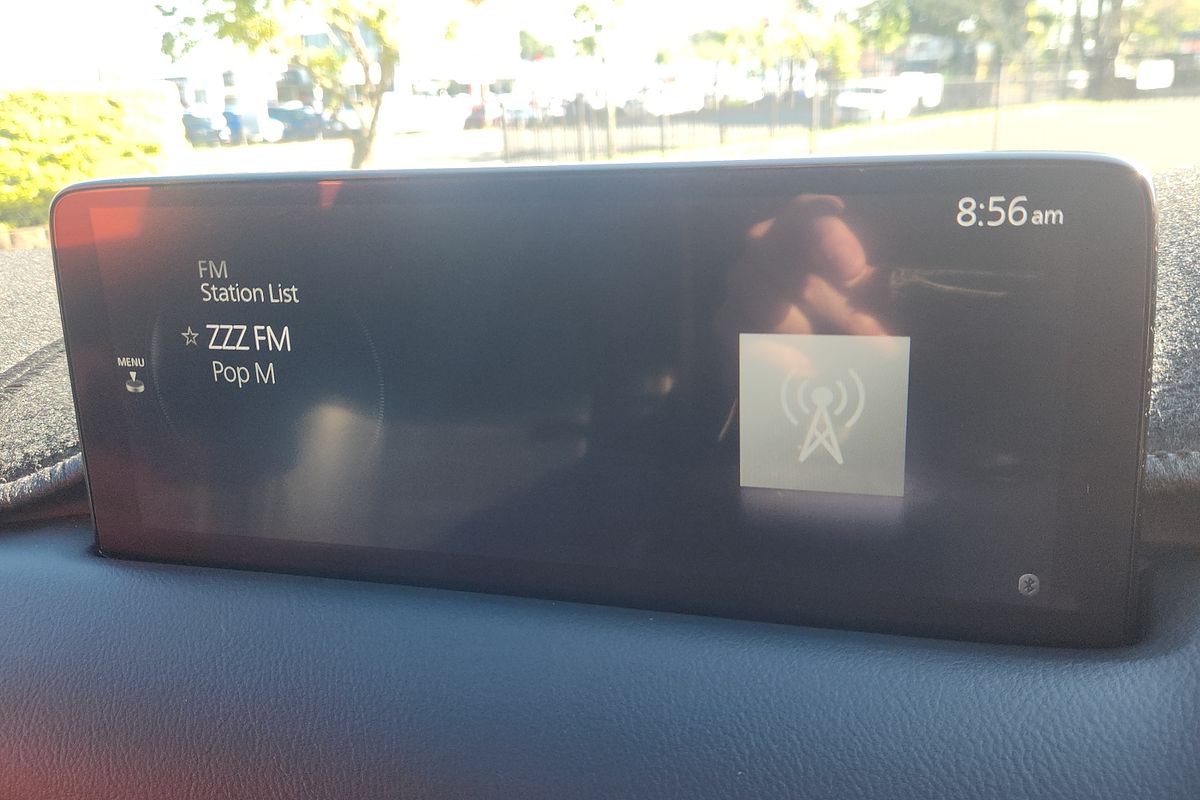 8:56am
FM
Station List
ZZZ FM
Pop M
MENU